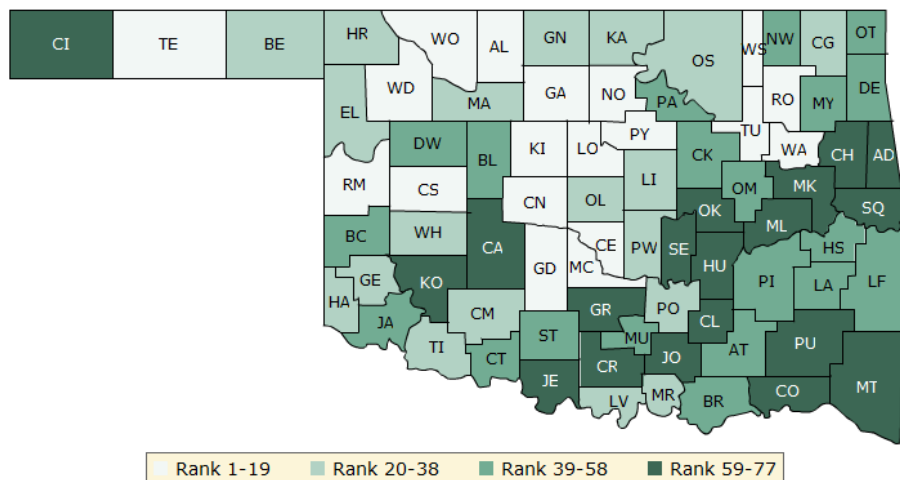 CI TE BE HR WO AL GN KA OS WS NW CG OT
EL WD MA GA NO PA RO MY DE
DW BL KI LO PY CK TU WA CH AD
RM CS CN OL LI OM MK SQ
BC WH CA GD MC CE PW SE OK ML HS
HA GE KO HU PI LA LF
JA CM GR PO CL
TI CT ST MU JO AT PU
JE CR LV MR BR CO MT
Rank 1-19 Rank 20-38 Rank 39-58 Rank 59-77